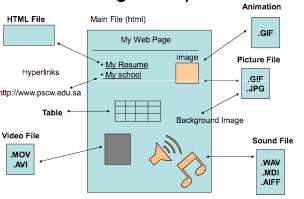 Animation
HTML File
Main File (html)
.GIF
My Web Page
image
Picture File
• My Resume
• My school
Hyperlinks
.GIF
.JPG
http://www.pscw.edu.sa
Table
Background Image
Video File
Sound File
.MOV
.AVI
.WAV
.MDI
.AIFF